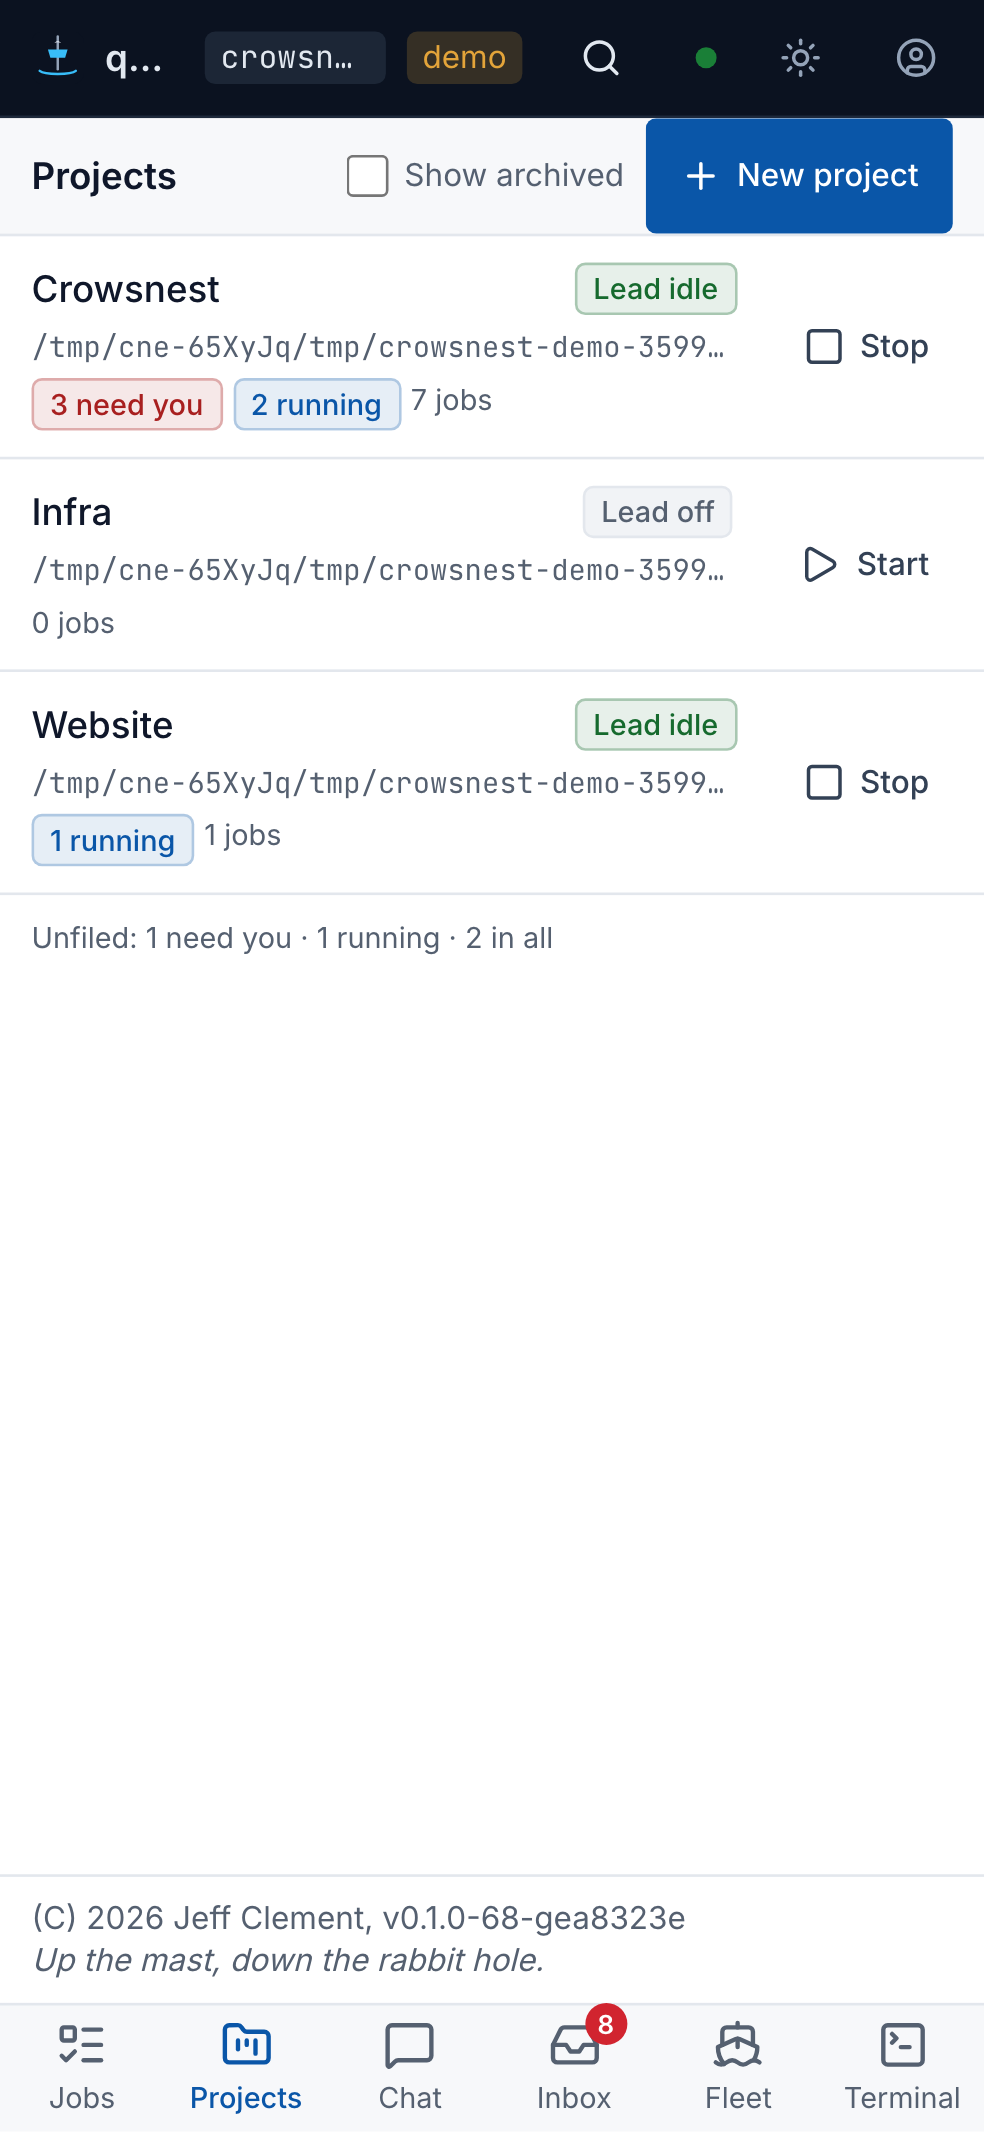 q...
crowsn…
demo
Projects
Show archived
New project
Crowsnest
Lead idle
/tmp/cne-65XyJq/tmp/crowsnest-demo-3599…
Stop
3 need you
2 running
7 jobs
Infra
Lead off
/tmp/cne-65XyJq/tmp/crowsnest-demo-3599…
Start
0 jobs
Website
Lead idle
/tmp/cne-65XyJq/tmp/crowsnest-demo-3599…
Stop
1 running
1 jobs
Unfiled: 1 need you · 1 running · 2 in all
(C) 2026 Jeff Clement, v0.1.0-68-gea8323e
Up the mast, down the rabbit hole.
8
Jobs
Projects
Chat
Inbox
Fleet
Terminal